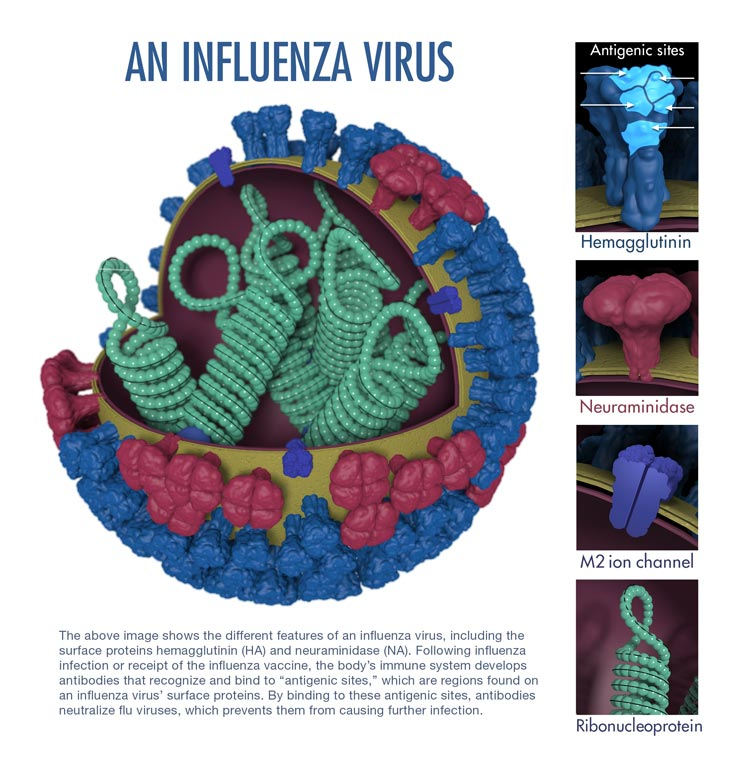 AN INFLUENZA VIRUS
Antigenic sites
Hemagglutinin
Neuraminidase
M2 ion channel
Ribonucleoprotein
The above image shows the different features of an influenza virus, including the
surface proteins hemagglutinin (HA) and neuraminidase (NA). Following influenza
infection or receipt of the influenza vaccine, the body's immune system develops
antibodies that recognize and bind to “antigenic sites,” which are regions found on
an influenza virus' surface proteins. By binding to these antigenic sites, antibodies
neutralize flu viruses, which prevents them from causing further infection.